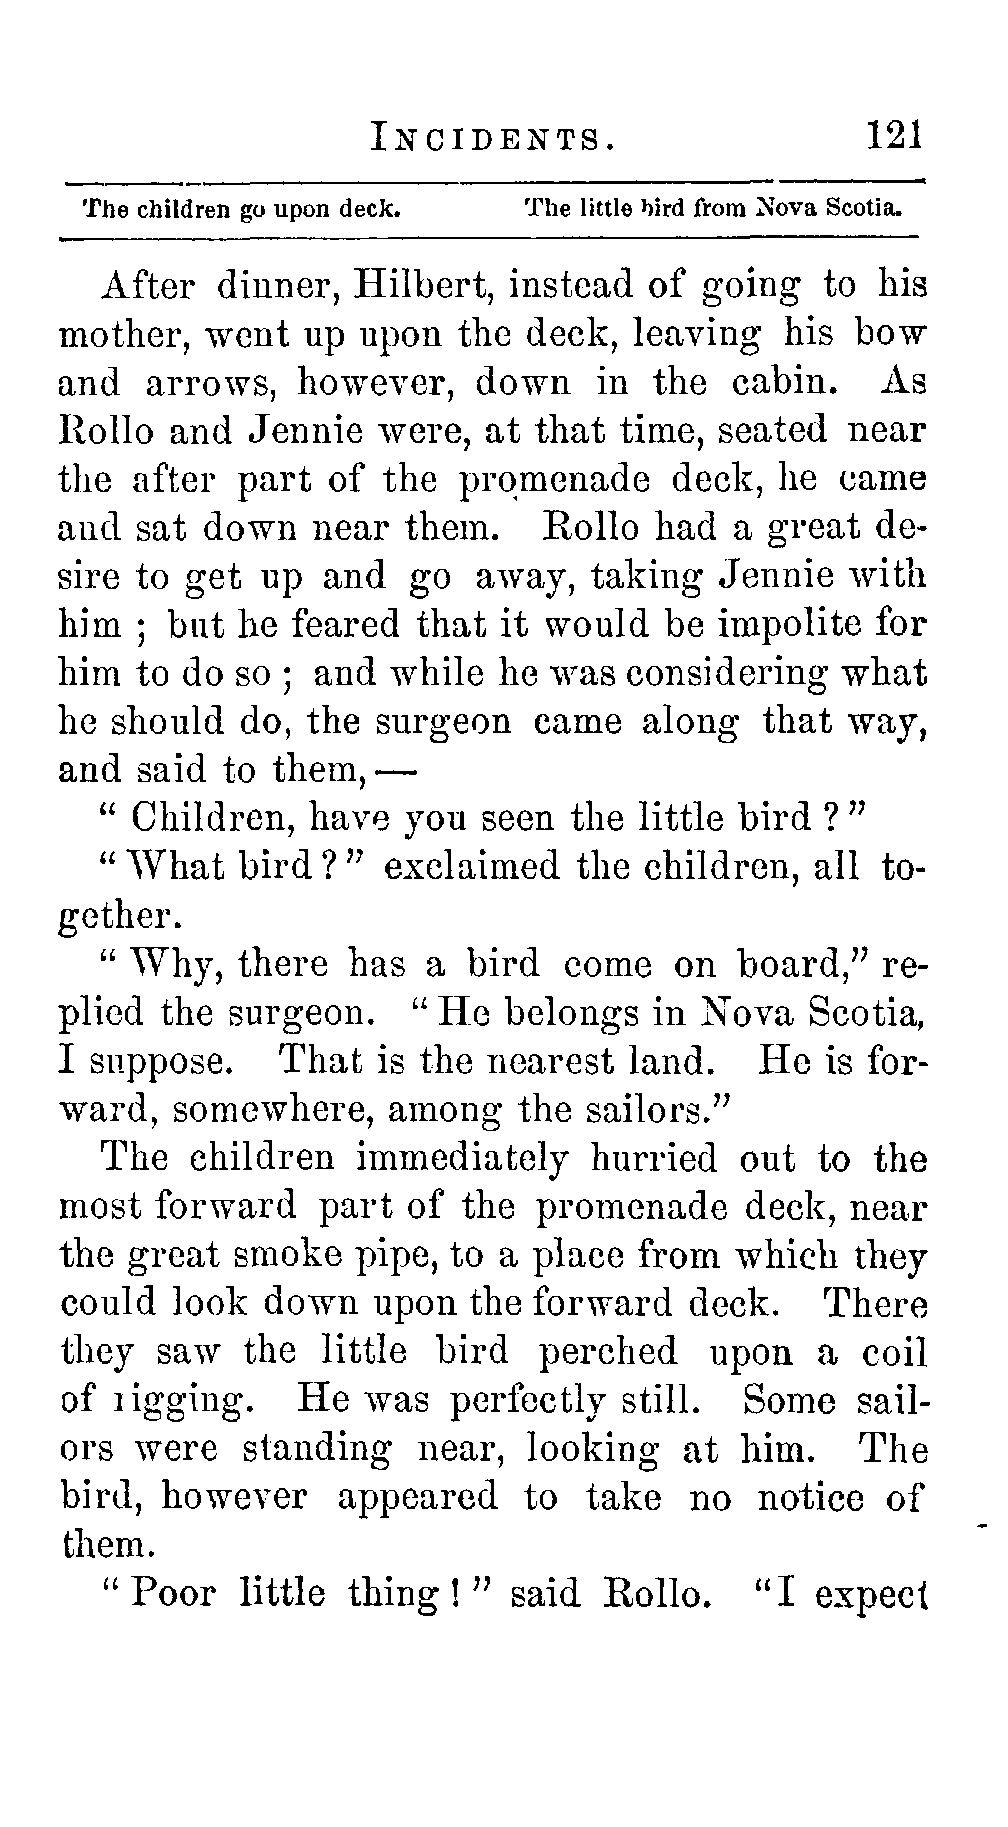 INCIDENTS. 121
The children go upon deck. The little bird from Nova Scotia.
After dinner, Hilbert, instead of going to his
mother, went up upon the deck, leaving his bow
and arrows, however, down in the cabin. As
Rollo and Jennie were, at that time, seated near
the after part of the promenade deck, he came
and sat down near them. Rollo had a great de-
sire to get up and go away, taking Jennie with
him ; but he feared that it would be impolite for
him to do so ; and while he was considering what
he should do, the surgeon came along that way,
and said to them, —
“ Children, have you seen the little bird ? ”
“ What bird ? ” exclaimed the children, all to-
gether.
“ Why, there has a bird come on board,” re-
plied the surgeon. “ He belongs in Nova Scotia,
I suppose. That is the nearest land. He is for-
ward, somewhere, among the sailors.”
The children immediately hurried out to the
most forward part of the promenade deck, near
the great smoke pipe, to a place from which they
could look down upon the forward deck. There
they saw the little bird perched upon a coil
of rigging. He was perfectly still. Some sail-
ors were standing near, looking at him. The
bird, however appeared to take no notice of
them.
“ Poor little thing ! ” said Rollo. “I expect